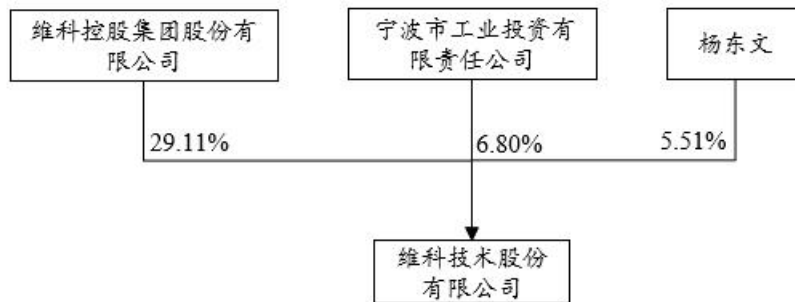 维科控股集团股份有
限公司
宁波市工业投资有
限责任公司
杨东文
29.11%
6.80%
5.51%
维科技术股份
有限公司